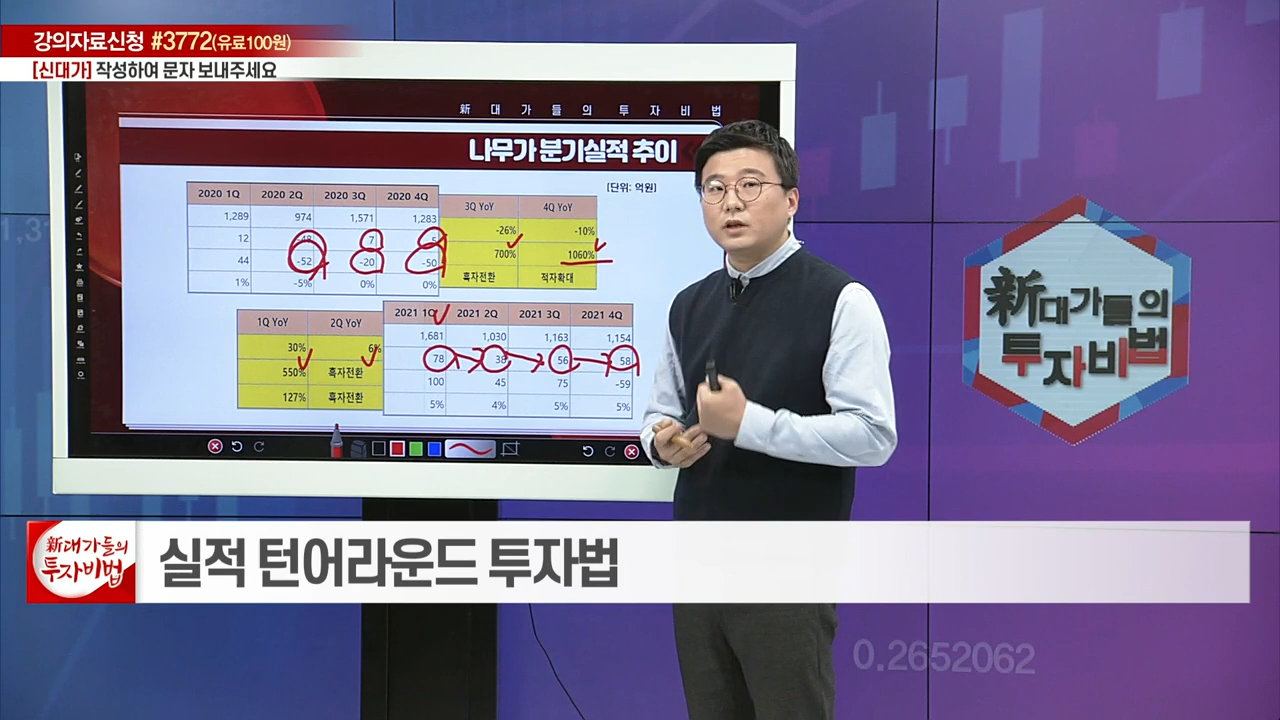 강의자료신청 #3772(유료100원)
[신대가] 작성하여 문자 보내주세요
新 대 가 들 의 투 자 비 법
나무가 분기실적 추이
[단위: 억원]
2020 1Q 2020 2Q 2020 3Q 2020 4Q 3Q YoY 4Q YoY
1,289 974 1,571 1,283 -26% -10%
12 7 5 700% 1060%
44 -52 -20 -50 흑자전환 적자확대
1% -5% 0% 0%
1Q YoY 2Q YoY 2021 1Q 2021 2Q 2021 3Q 2021 4Q
30% 6% 1,681 1,030 1,163 1,154
550% 흑자전환 78 38 56 58
127% 흑자전환 100 45 75 -59
5% 4% 5% 5%
新대가들의
투자비법
1,3
新대가들의
투자비법
실적 턴어라운드 투자법
0.2652062